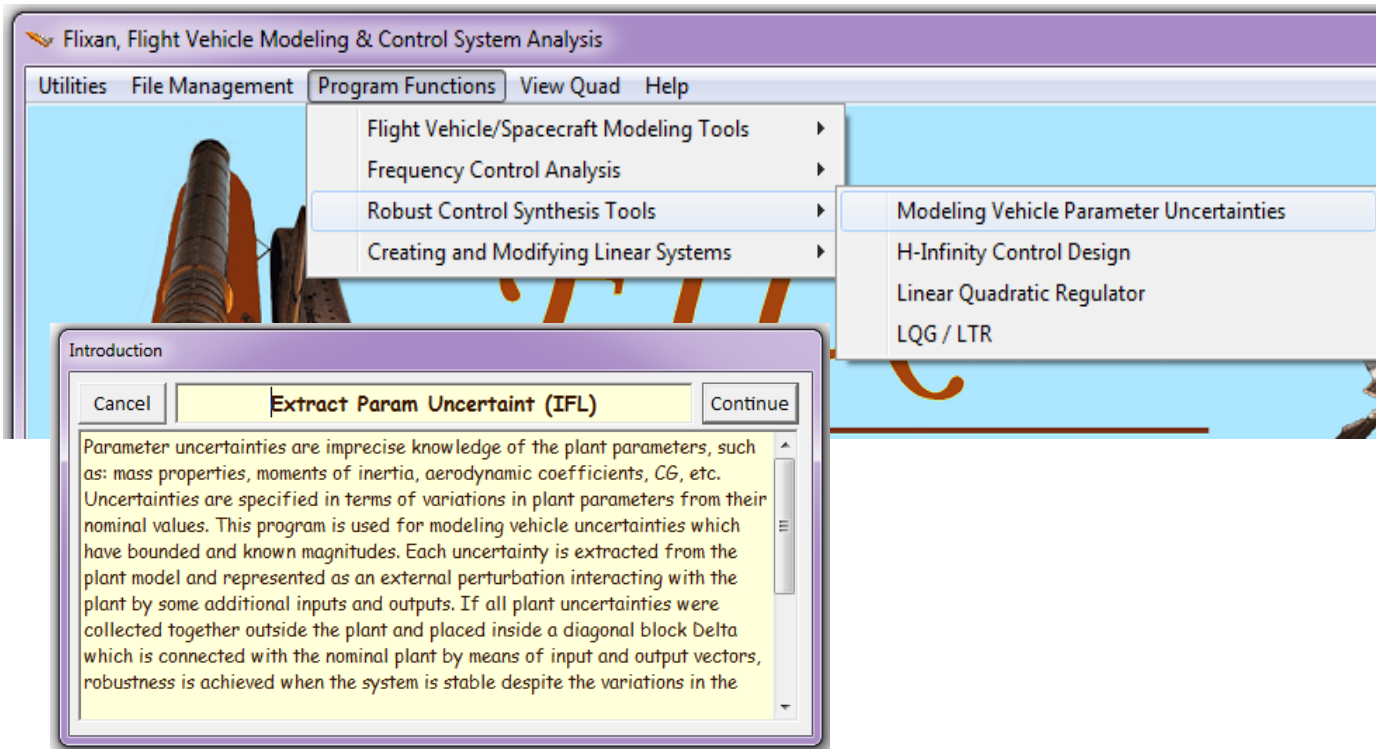 Flixan, Flight Vehicle Modeling & Control System Analysis
Utilities File Management Program Functions View Quad Help
Flight Vehicle/Spacecraft Modeling Tools
Frequency Control Analysis
Robust Control Synthesis Tools
Creating and Modifying Linear Systems
Modeling Vehicle Parameter Uncertainties
H-Infinity Control Design
Linear Quadratic Regulator
LQG / LTR
Introduction
Cancel Extract Param Uncertaint (IFL) Continue
Parameter uncertainties are imprecise knowledge of the plant parameters, such
as: mass properties, moments of inertia, aerodynamic coefficients, CG, etc.
Uncertainties are specified in terms of variations in plant parameters from their
nominal values. This program is used for modeling vehicle uncertainties which
have bounded and known magnitudes. Each uncertainty is extracted from the
plant model and represented as an external perturbation interacting with the
plant by some additional inputs and outputs. If all plant uncertainties were
collected together outside the plant and placed inside a diagonal block Delta
which is connected with the nominal plant by means of input and output vectors,
robustness is achieved when the system is stable despite the variations in the